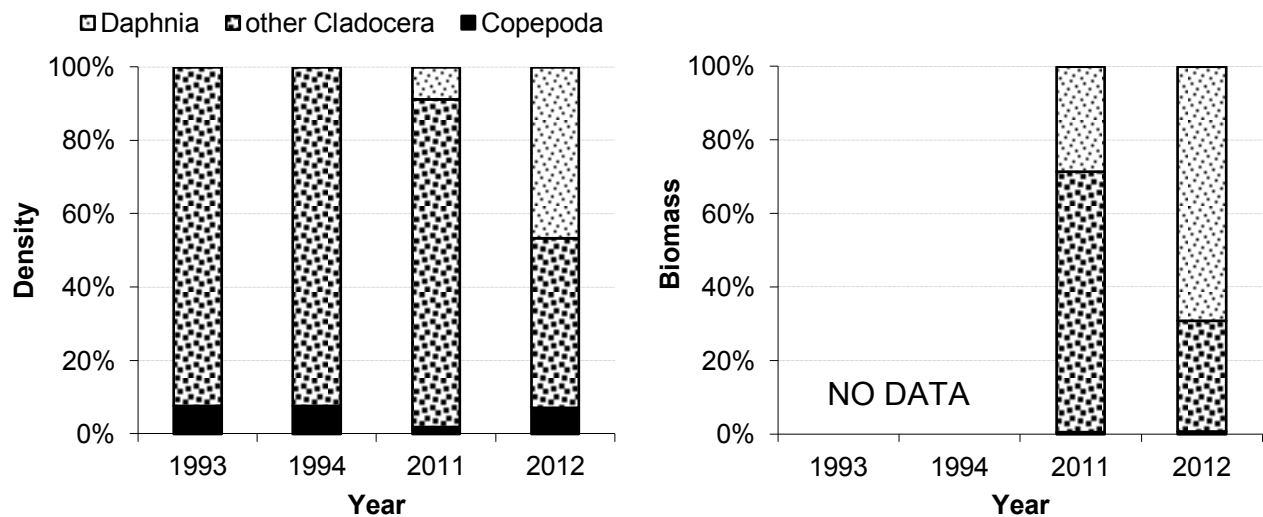 Daphnia other Cladocera Copepoda
100%
80%
60%
40%
20%
0%
Density
1993 1994 2011 2012
Year
100%
80%
60%
40%
20%
0%
Biomass
NO DATA
1993 1994 2011 2012
Year